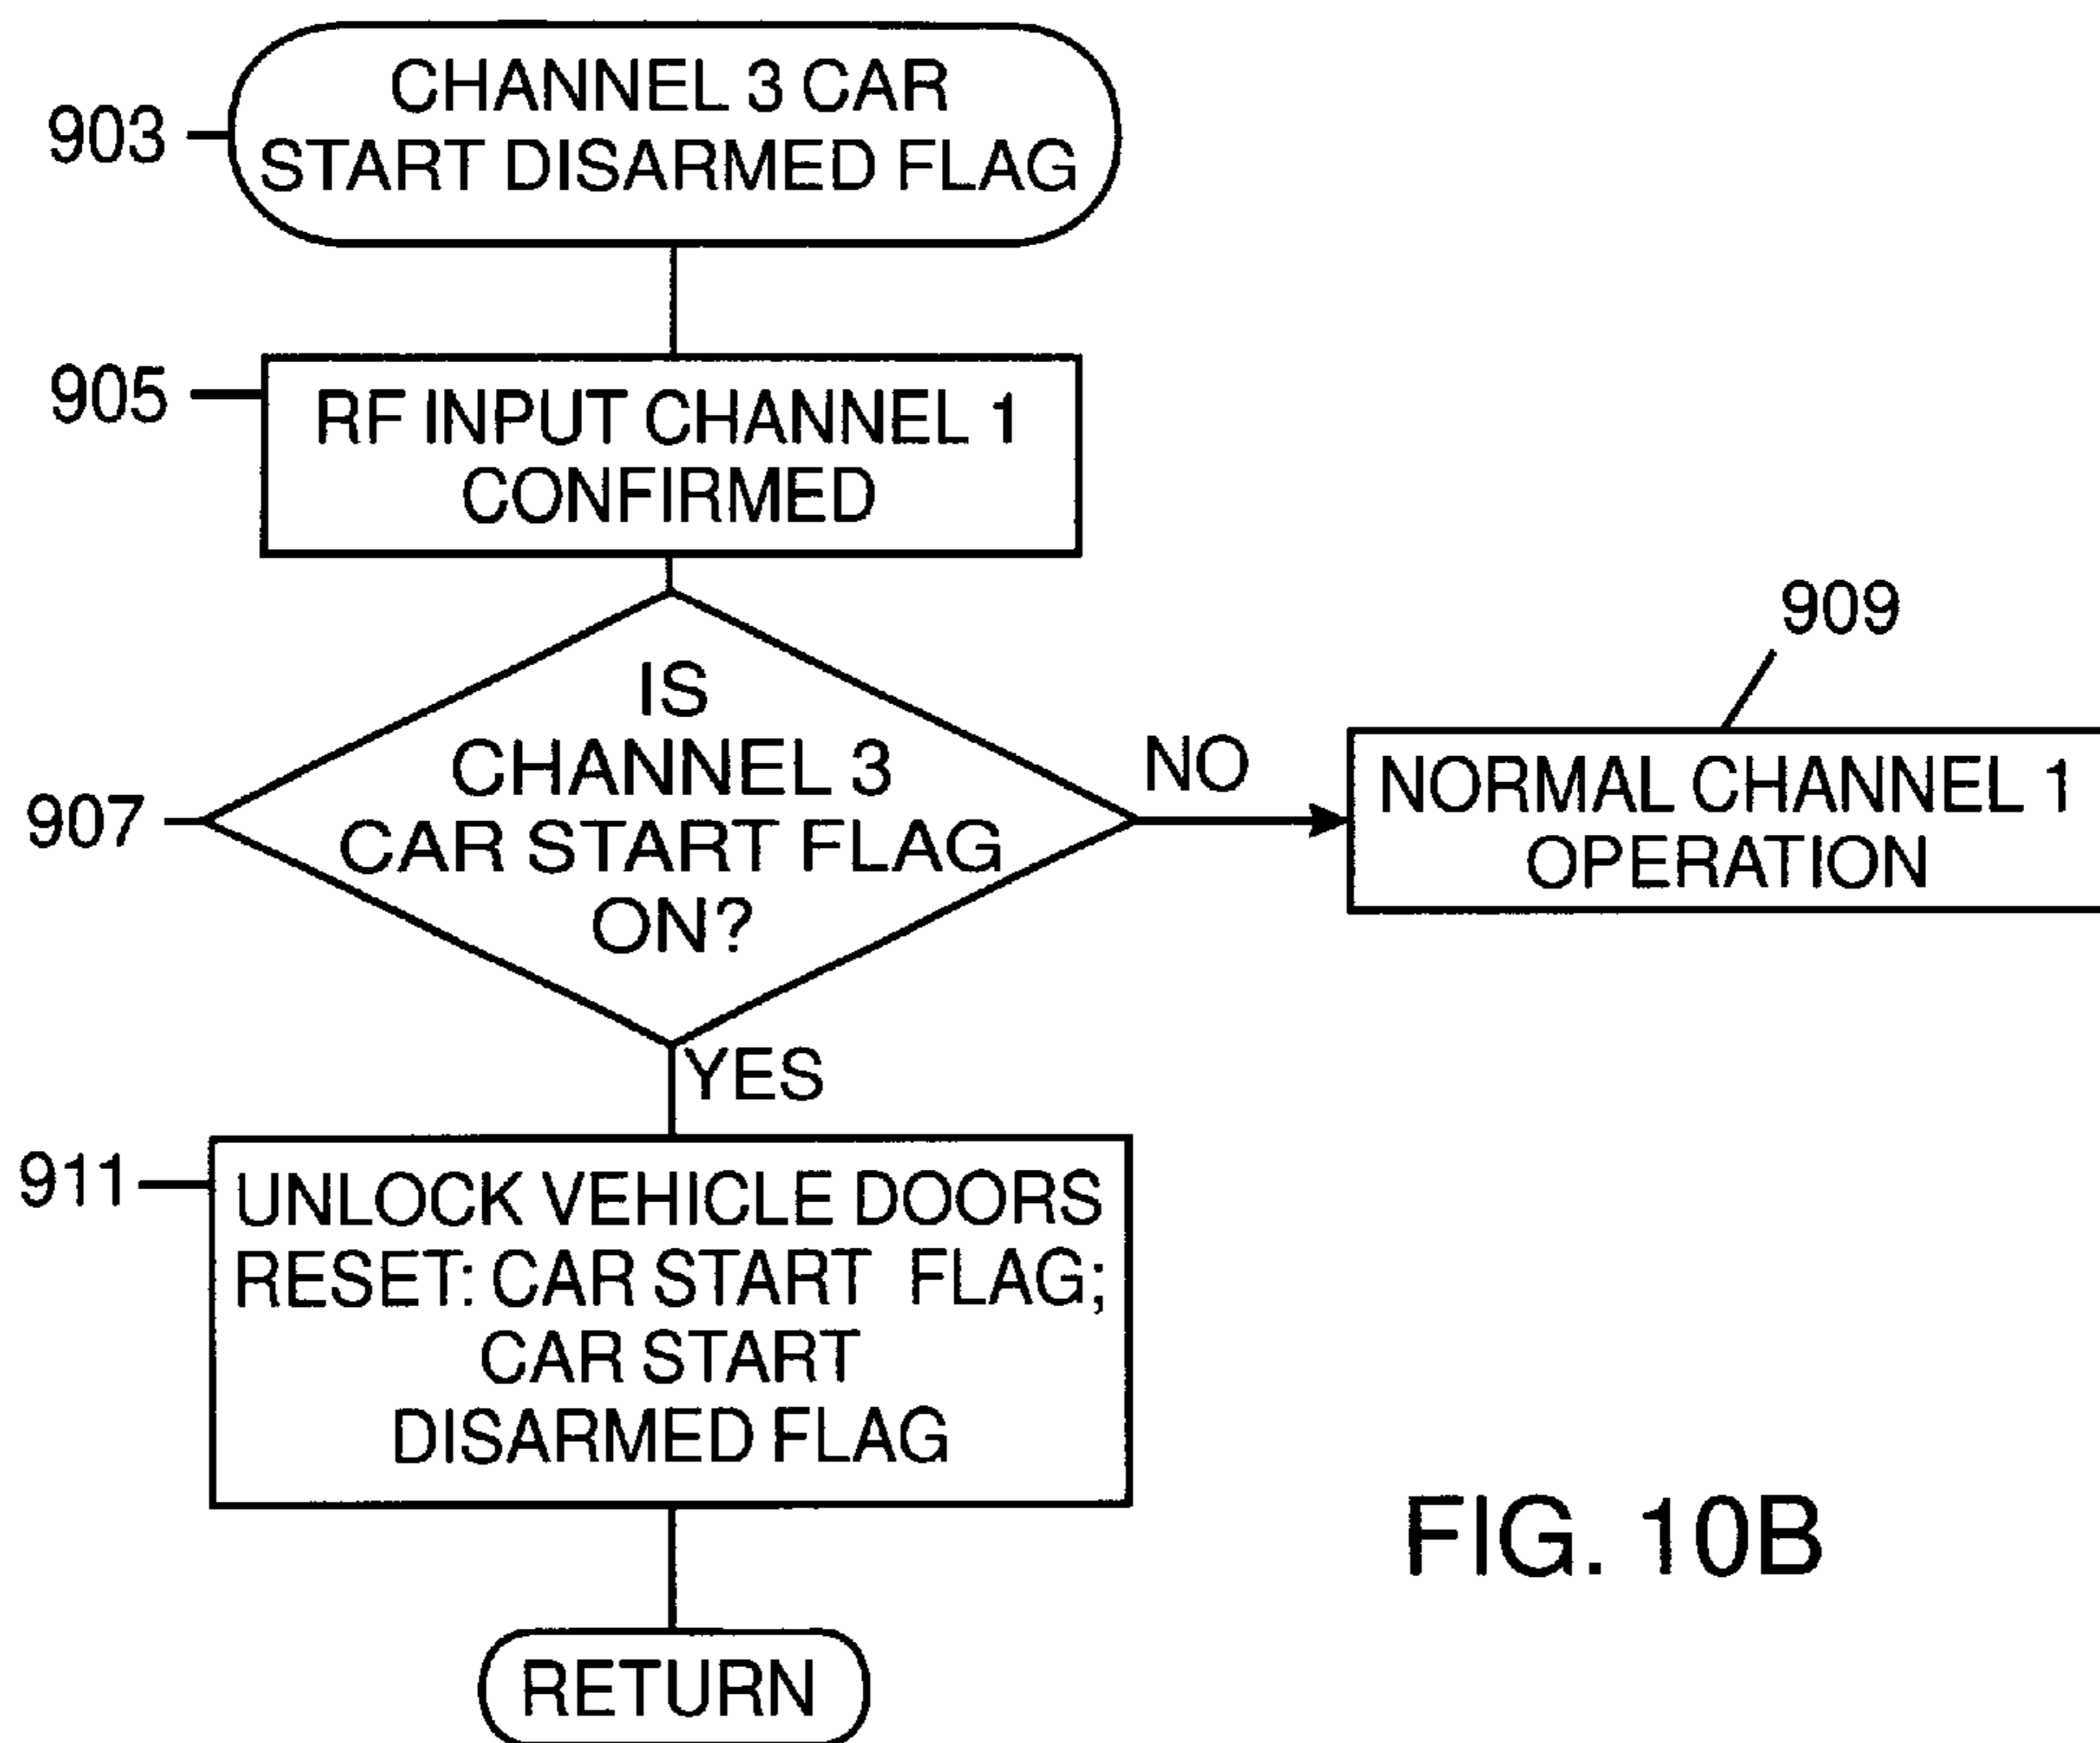 CHANNEL 3 CAR
START DISARMED FLAG
903
905
RF INPUT CHANNEL 1
CONFIRMED
909
IS
CHANNEL 3
CAR START FLAG
ON?
907
NO
NORMAL CHANNEL 1
OPERATION
YES
911
UNLOCK VEHICLE DOORS
RESET: CAR START FLAG;
CAR START
DISARMED FLAG
RETURN
FIG. 10B